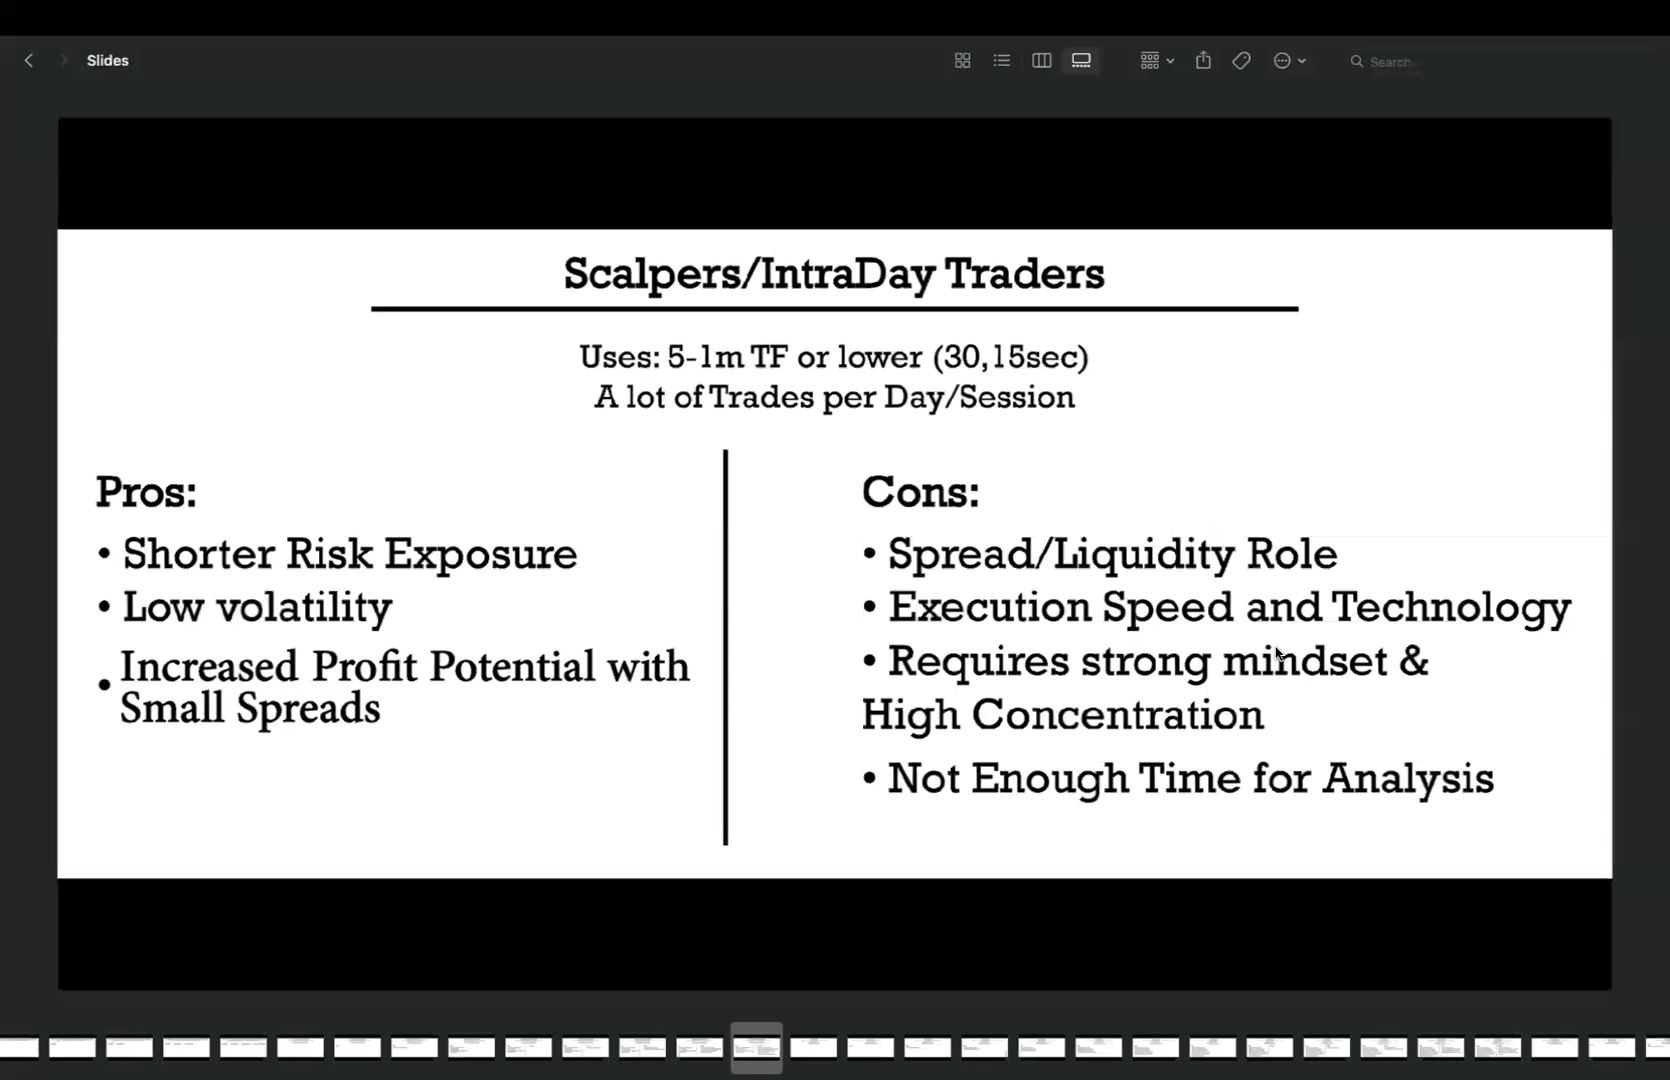 Slides
Search
Scalpers/IntraDay Traders
Uses: 5-1m TF or lower (30,15sec)
A lot of Trades per Day/Session
Pros:
• Shorter Risk Exposure
• Low volatility
• Increased Profit Potential with
Small Spreads
Cons:
• Spread/Liquidity Role
• Execution Speed and Technology
• Requires strong mindset &
High Concentration
• Not Enough Time for Analysis